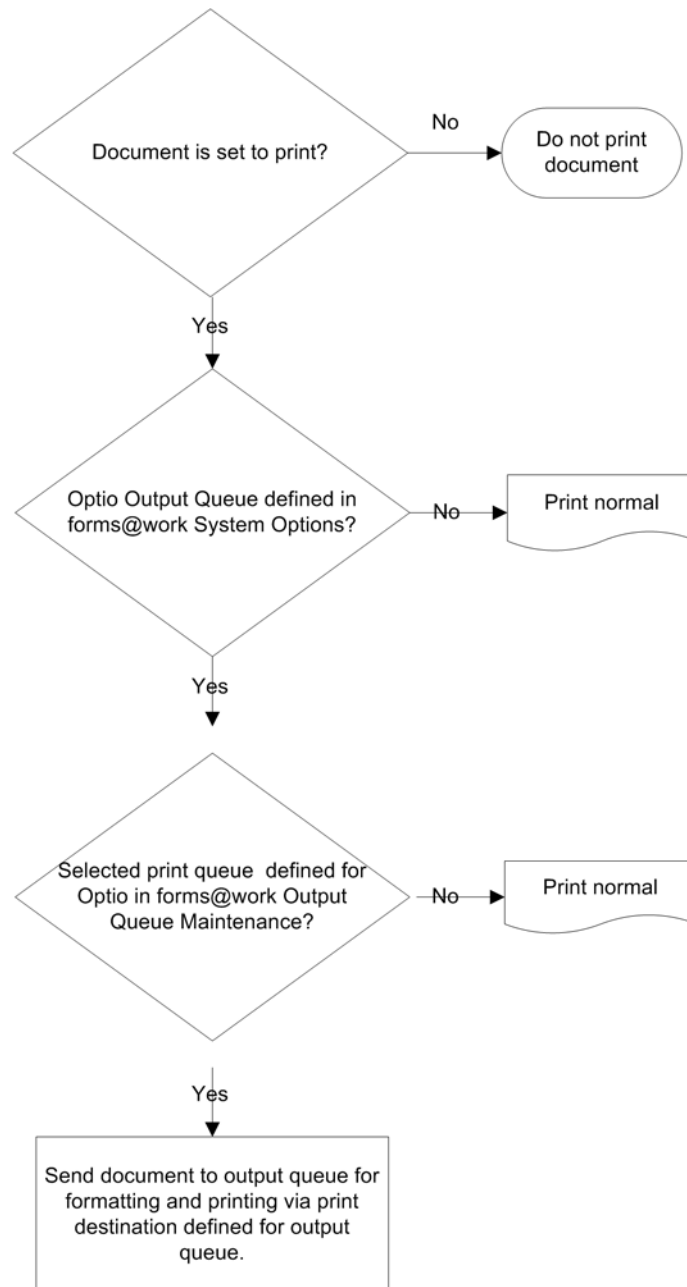 No
Document is set to print?
Do not print
document
Yes
Optio Output Queue defined in
forms@work System Options?
No
Print normal
Yes
Selected print queue defined for
Optio in forms@work Output
Queue Maintenance?
No
Print normal
Yes
Send document to output queue for
formatting and printing via print
destination defined for output
queue.